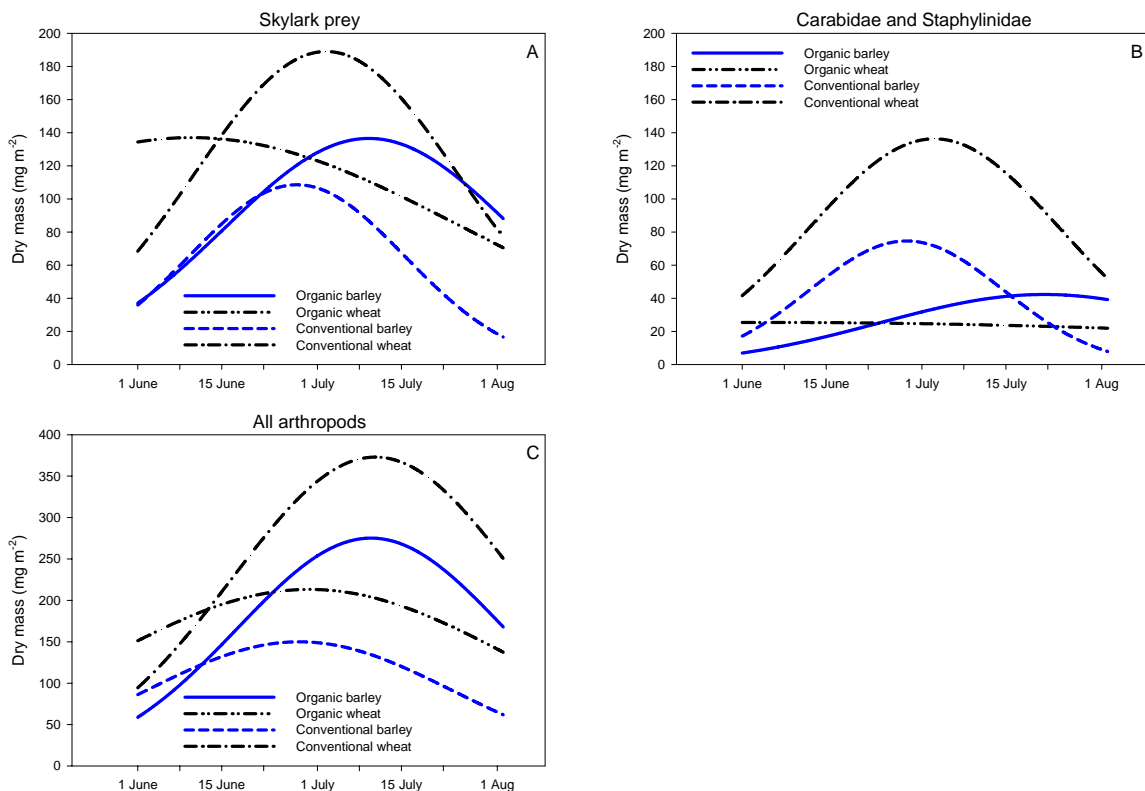 Skylark prey
A
200
180
160
140
120
100
80
60
40
20
0
Dry mass (mg m-2)
Organic barley
Organic wheat
Conventional barley
Conventional wheat
1 June 15 June 1 July 15 July 1 Aug
Carabidae and Staphylinidae
B
200
180
160
140
120
100
80
60
40
20
0
Dry mass (mg m-2)
Organic barley
Organic wheat
Conventional barley
Conventional wheat
1 June 15 June 1 July 15 July 1 Aug
All arthropods
C
400
350
300
250
200
150
100
50
0
Dry mass (mg m-2)
Organic barley
Organic wheat
Conventional barley
Conventional wheat
1 June 15 June 1 July 15 July 1 Aug